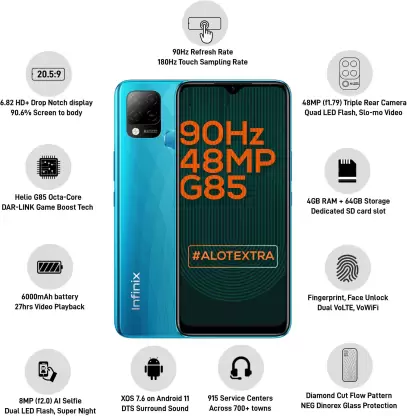 90Hz Refresh Rate
180Hz Touch Sampling Rate
20.5:9
6.82 HD+ Drop Notch display
90.6% Screen to body
48MP (f1.79) Triple Rear Camera
Quad LED Flash, Slo-mo Video
90Hz
48MP
G85
#ALOTEXTRA
Infinix
Helio G85 Octa-Core
DAR-LINK Game Boost Tech
4GB RAM + 64GB Storage
Dedicated SD card slot
6000mAh battery
27hrs Video Playback
Fingerprint, Face Unlock
Dual VoLTE, VoWiFi
8MP (f2.0) AI Selfie
Dual LED Flash, Super Night
XOS 7.6 on Android 11
DTS Surround Sound
915 Service Centers
Across 700+ towns
Diamond Cut Flow Pattern
NEG Dinorex Glass Protection